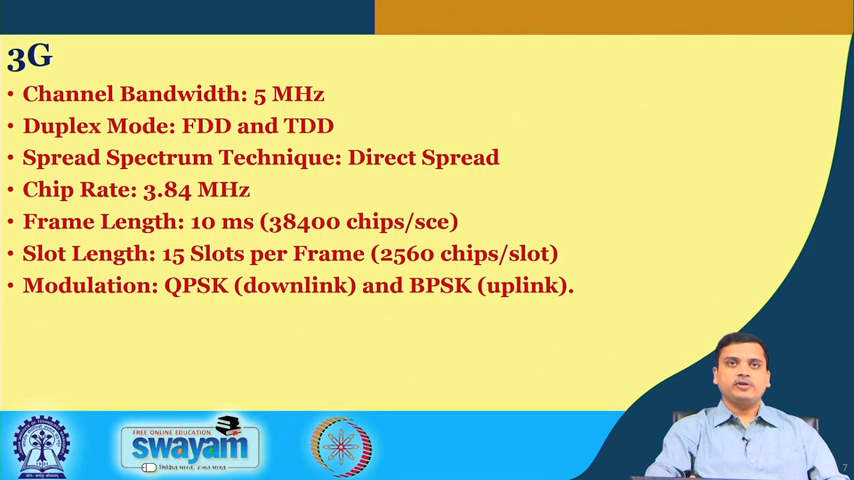 3G
• Channel Bandwidth: 5 MHz
• Duplex Mode: FDD and TDD
• Spread Spectrum Technique: Direct Spread
• Chip Rate: 3.84 MHz
• Frame Length: 10 ms (38400 chips/sce)
• Slot Length: 15 Slots per Frame (2560 chips/slot)
• Modulation: QPSK (downlink) and BPSK (uplink).
FREE ONLINE EDUCATION
swayam
7